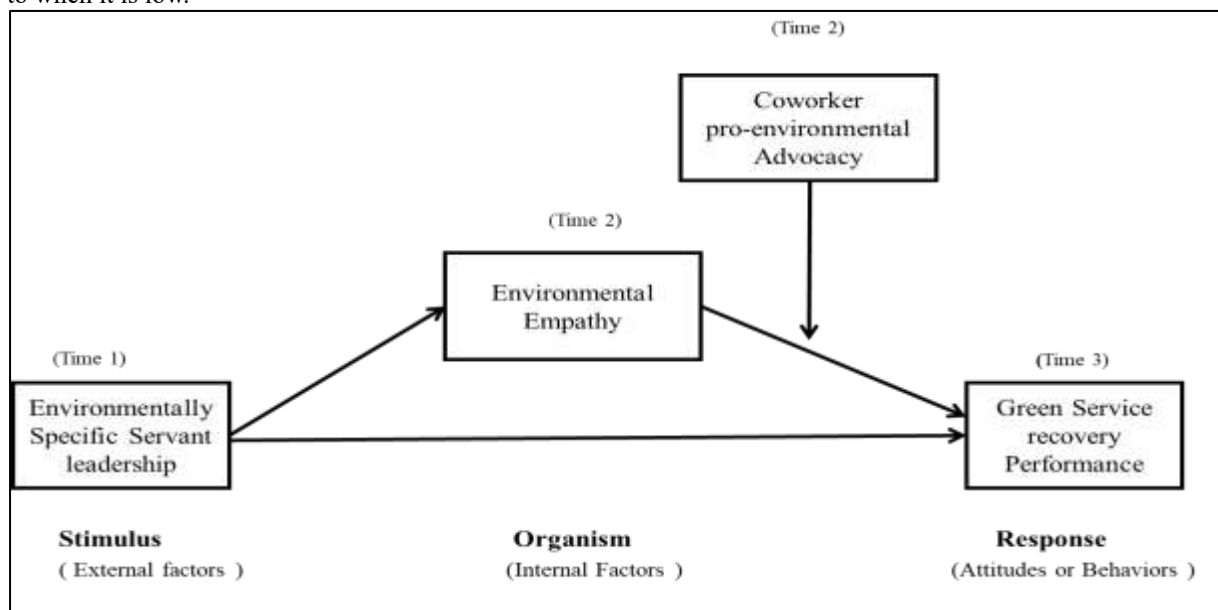 to when it is low.
(Time 2)
Coworker
pro-environmental
Advocacy
(Time 2)
Environmental
Empathy
(Time 1)
Environmentally
Specific Servant
leadership
(Time 3)
Green Service
recovery
Performance
Stimulus
( External factors )
Organism
(Internal Factors )
Response
(Attitudes or Behaviors )